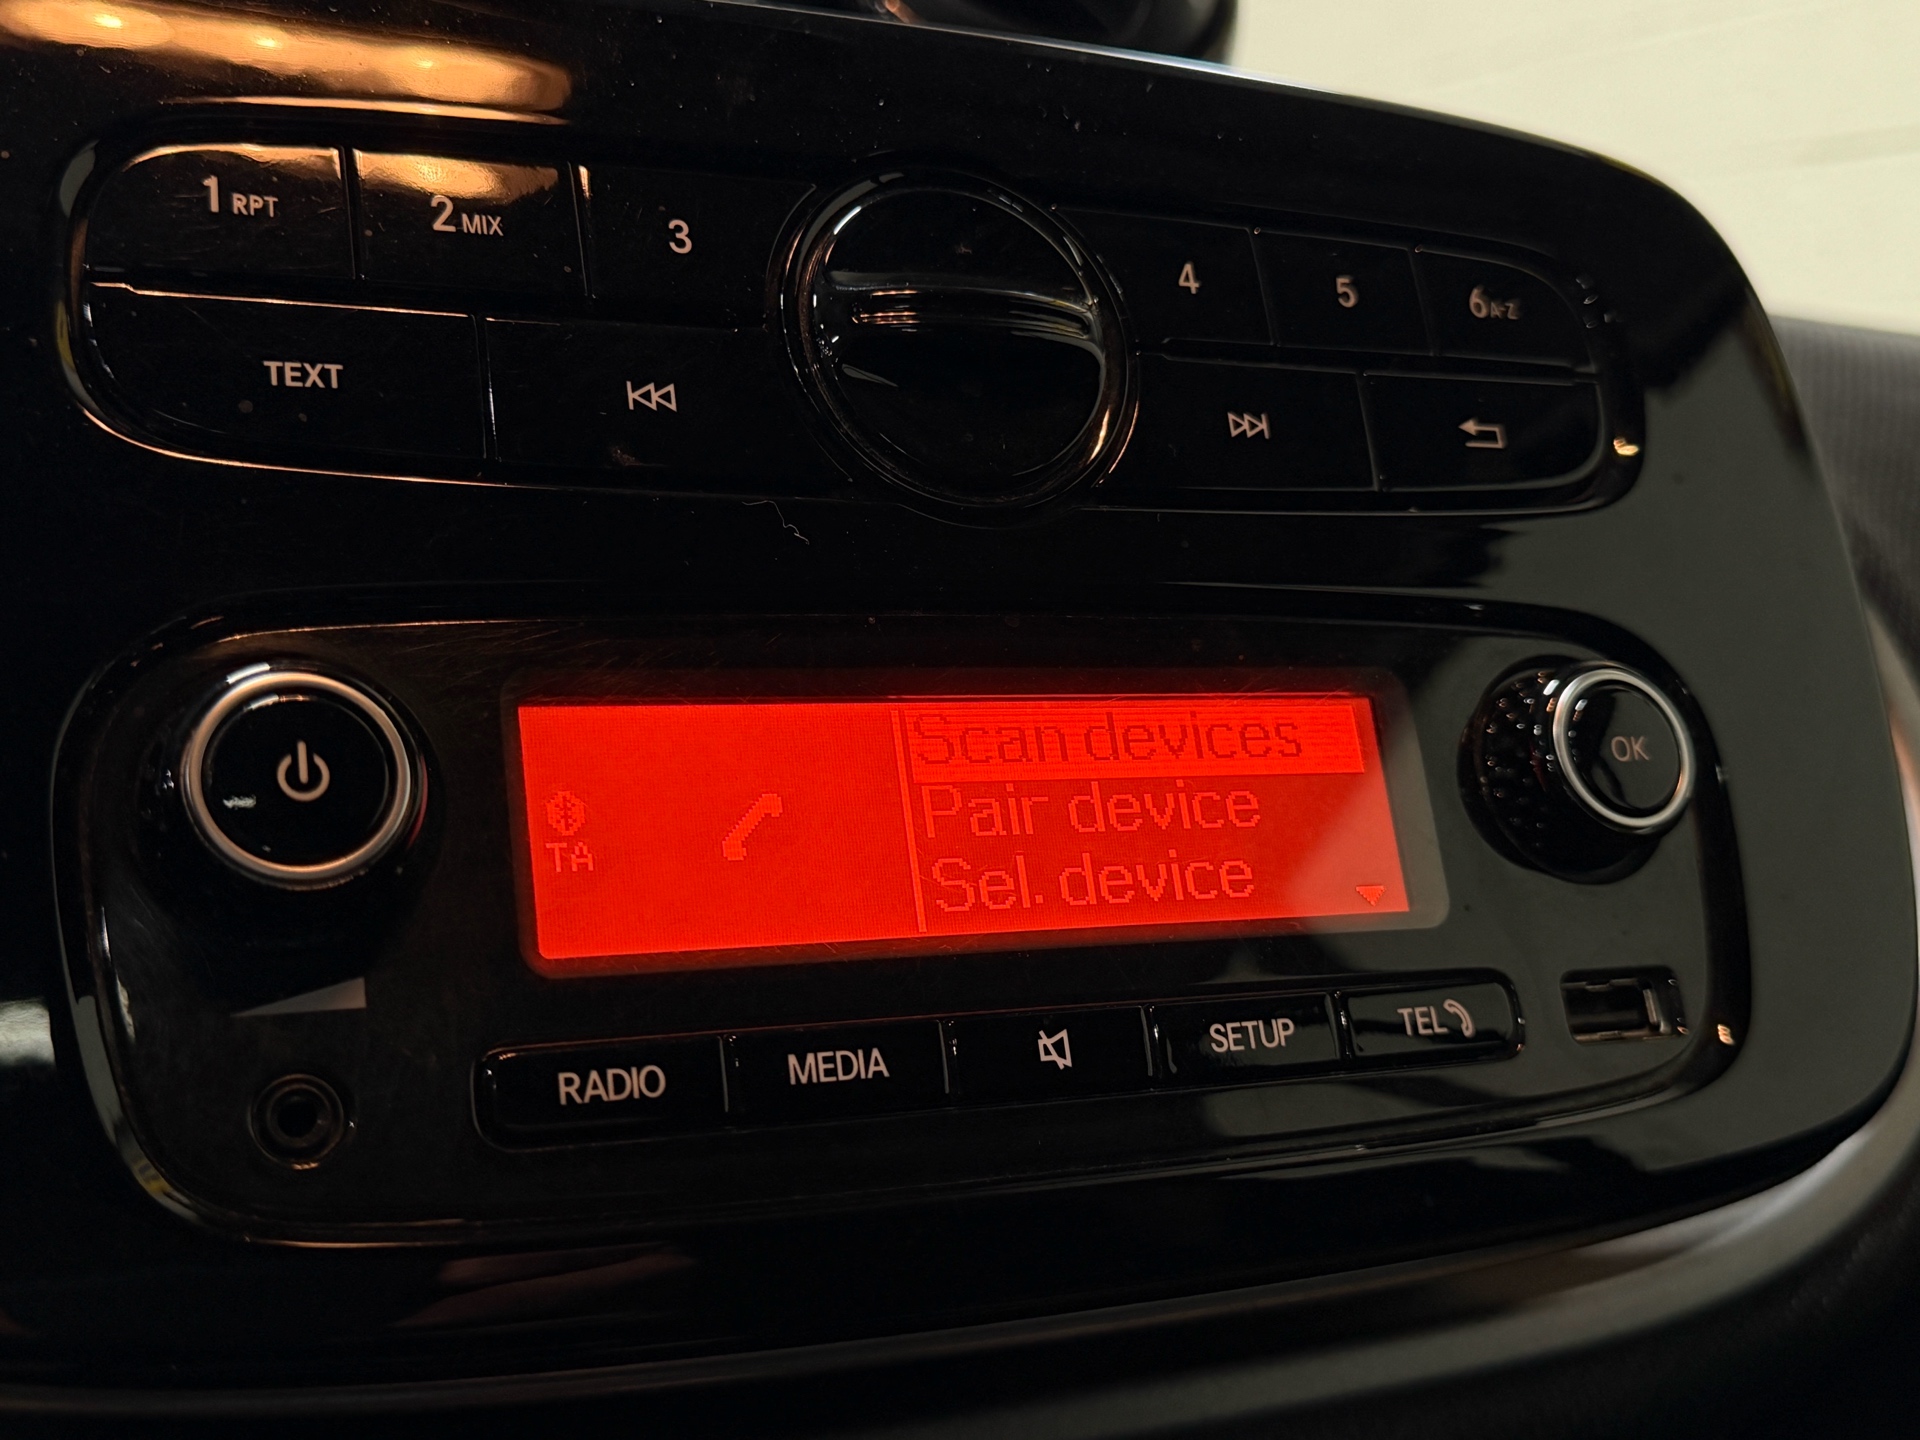 1 RPT
2 MIX
3
4
5
6 A-Z
TEXT
Scan devices
Pair device
Sel. device
TA
OK
RADIO
MEDIA
SETUP
TEL